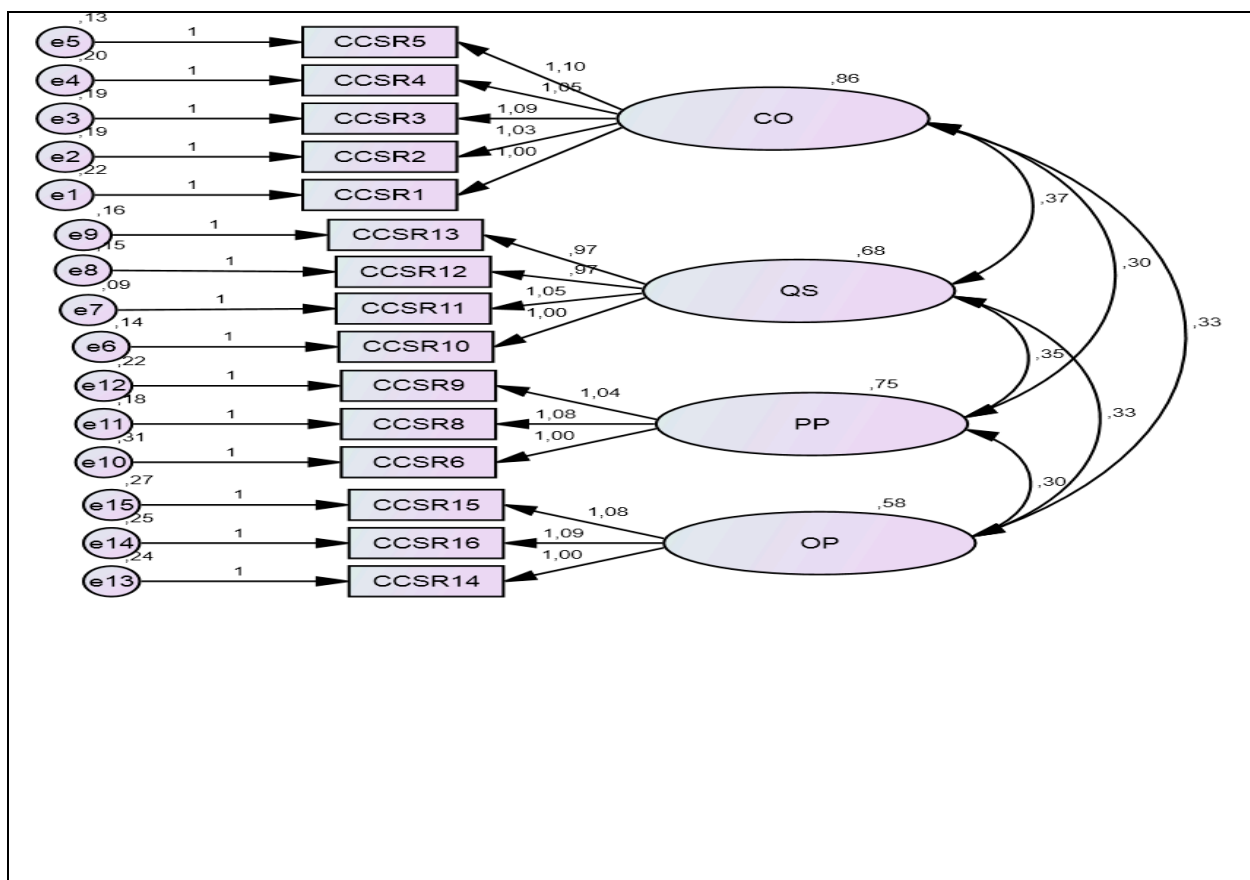 ,13
e5 1 CCSR5 1,10
,20
e4 1 CCSR4 1,05
,19
e3 1 CCSR3 1,09
,19
e2 1 CCSR2 1,03
,22
e1 1 CCSR1 1,00
,86
CO
,16
e9 1 CCSR13 ,97
,15
e8 1 CCSR12 ,97
,09
e7 1 CCSR11 1,05
,14
e6 1 CCSR10 1,00
,68
QS
,37
,30
,33
,22
e12 1 CCSR9 1,04
,18
e11 1 CCSR8 1,08
,31
e10 1 CCSR6 1,00
,75
PP
,35
,33
,27
e15 1 CCSR15 1,08
,25
e14 1 CCSR16 1,09
,24
e13 1 CCSR14 1,00
,58
OP
,30